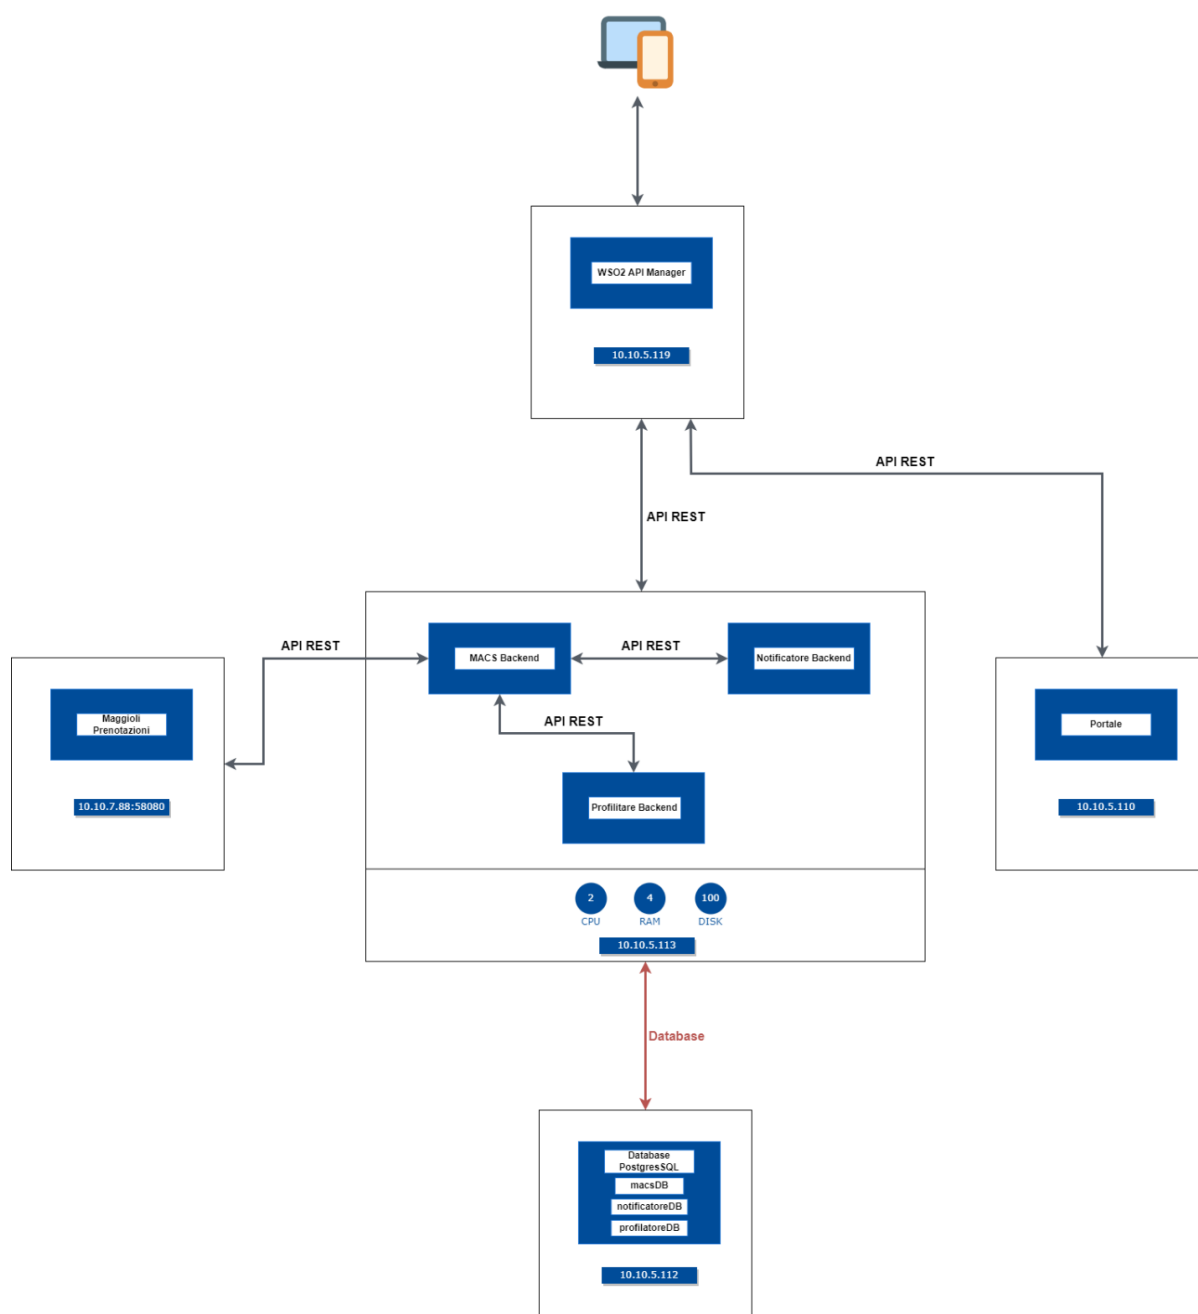 WSO2 API Manager
10.10.5.119
API REST
API REST
API REST
MACS Backend
API REST
Notificatore Backend
Maggioli
Prenotazioni
10.10.7.88:58080
API REST
Profilitare Backend
Portale
10.10.5.110
2
CPU
4
RAM
100
DISK
10.10.5.113
Database
Database
PostgresSQL
macsDB
notificatoreDB
profilatoreDB
10.10.5.112